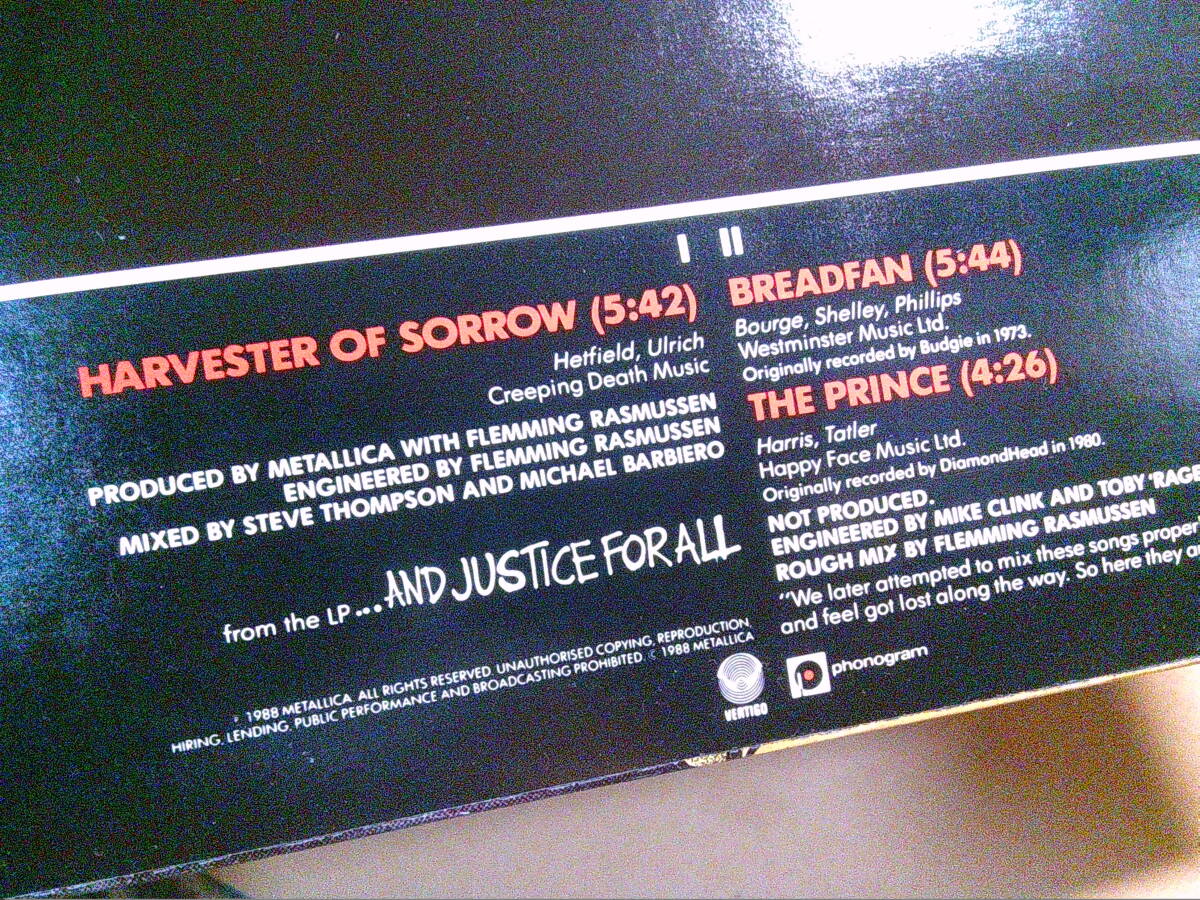 I
HARVESTER OF SORROW (5:42)
Hetfield, Ulrich
Creeping Death Music
PRODUCED BY METALLICA WITH FLEMMING RASMUSSEN
ENGINEERED BY FLEMMING RASMUSSEN
MIXED BY STEVE THOMPSON AND MICHAEL BARBIERO
from the LP ...AND JUSTICE FOR ALL
℗ 1988 METALLICA. ALL RIGHTS RESERVED. UNAUTHORISED COPYING, REPRODUCTION,
HIRING, LENDING, PUBLIC PERFORMANCE AND BROADCASTING PROHIBITED. © 1988 METALLICA
II
BREADFAN (5:44)
Bourge, Shelley, Phillips
Westminster Music Ltd.
Originally recorded by Budgie in 1973.
THE PRINCE (4:26)
Harris, Tatler
Happy Face Music Ltd.
Originally recorded by DiamondHead in 1980.
NOT PRODUCED.
ENGINEERED BY MIKE CLINK AND TOBY 'RAGE
ROUGH MIX BY FLEMMING RASMUSSEN
"We later attempted to mix these songs
and feel got lost along the way. So here they
VERTIGO
phonogram